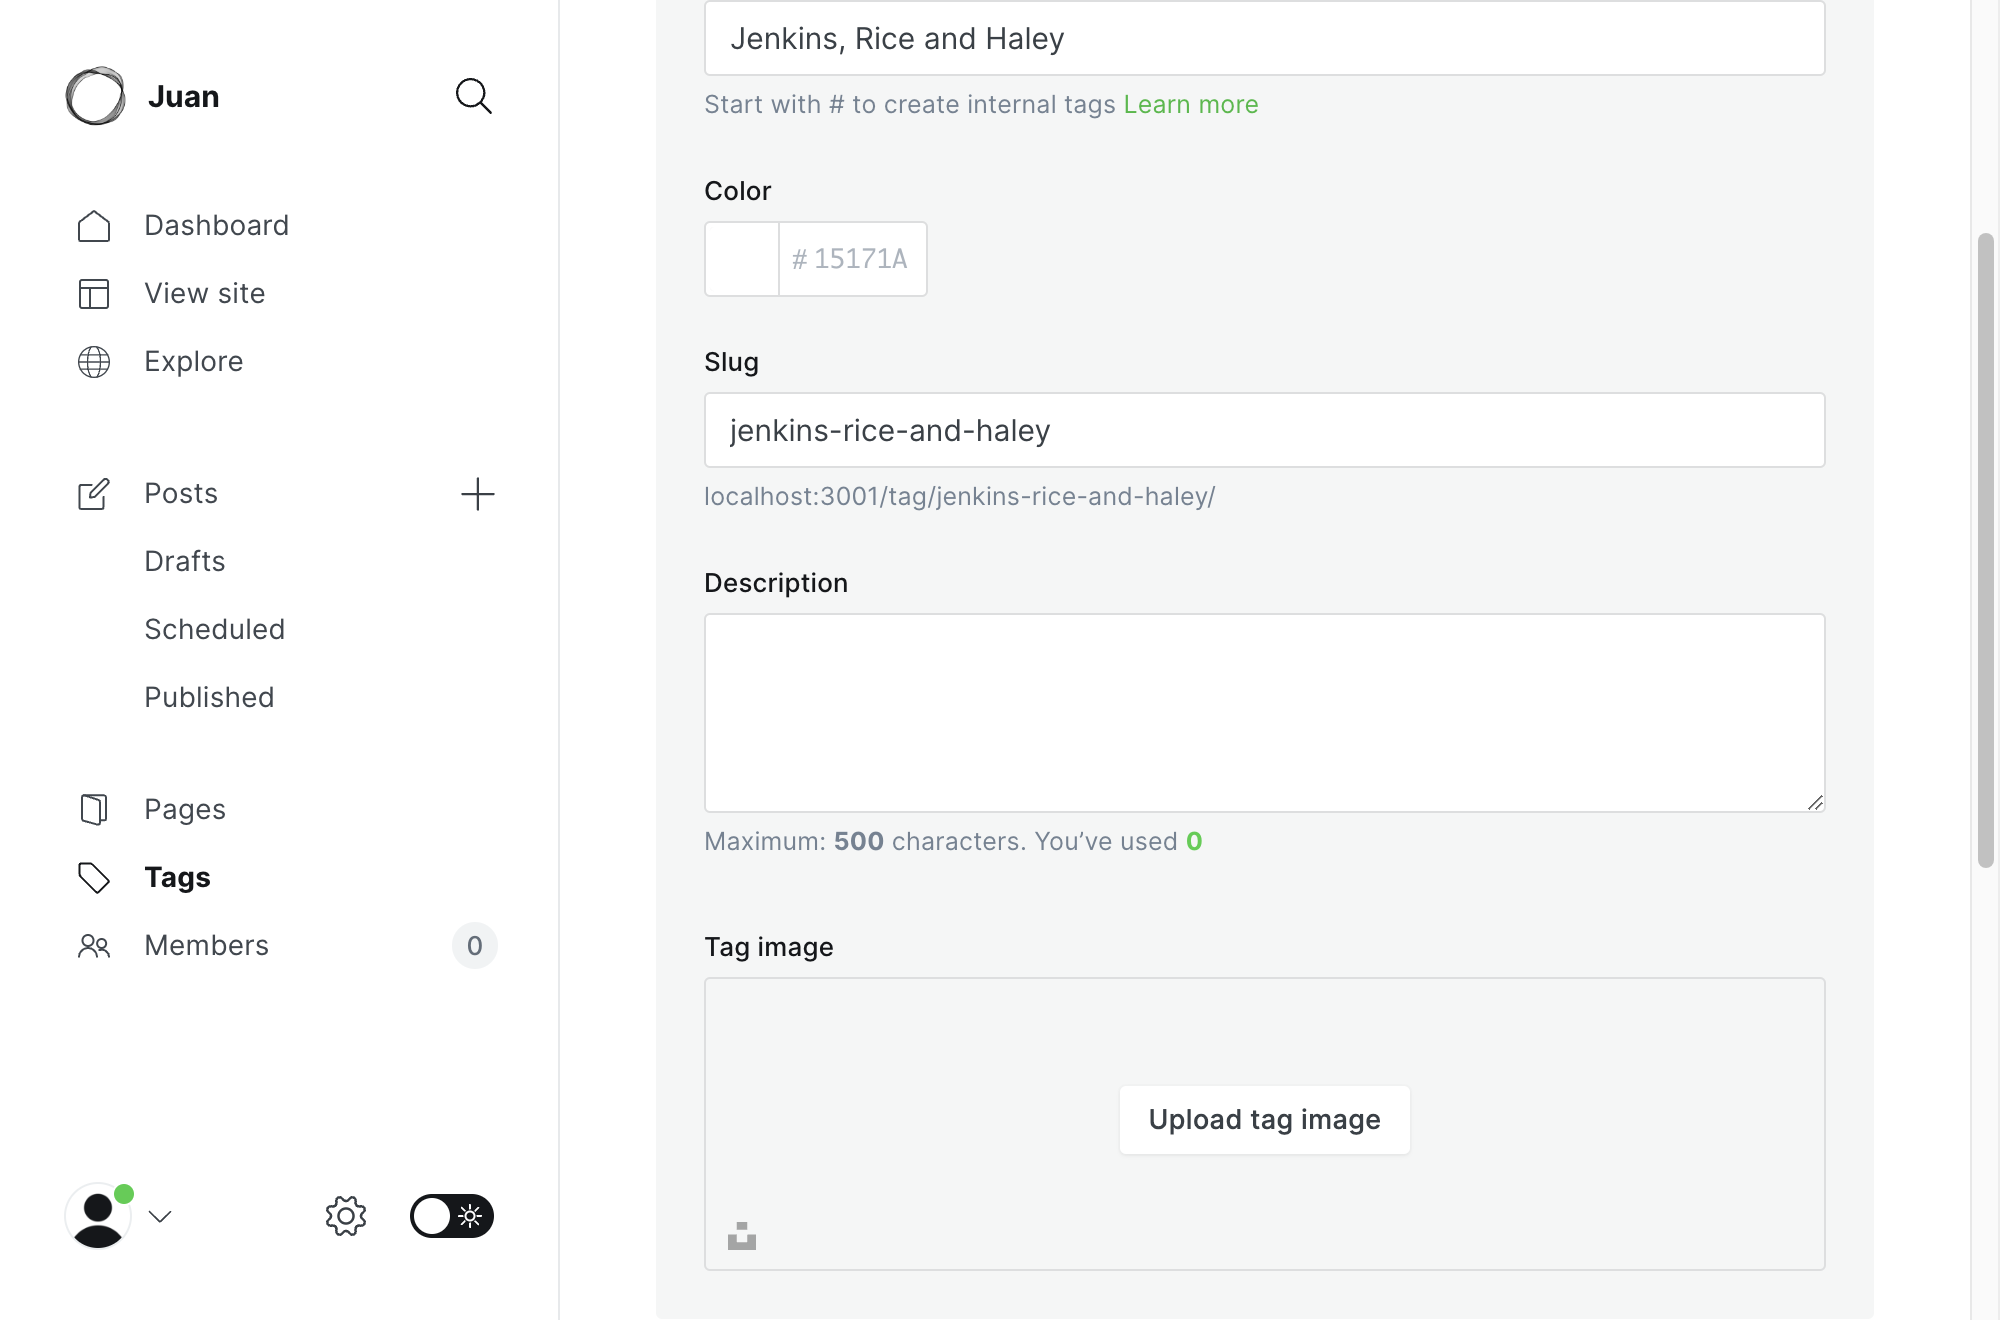 Juan
Dashboard
View site
Explore
Posts
Drafts
Scheduled
Published
Pages
Tags
Members
0
Jenkins, Rice and Haley
Start with # to create internal tags Learn more
Color
# 15171A
Slug
jenkins-rice-and-haley
localhost:3001/tag/jenkins-rice-and-haley/
Description
Maximum: 500 characters. You’ve used 0
Tag image
Upload tag image